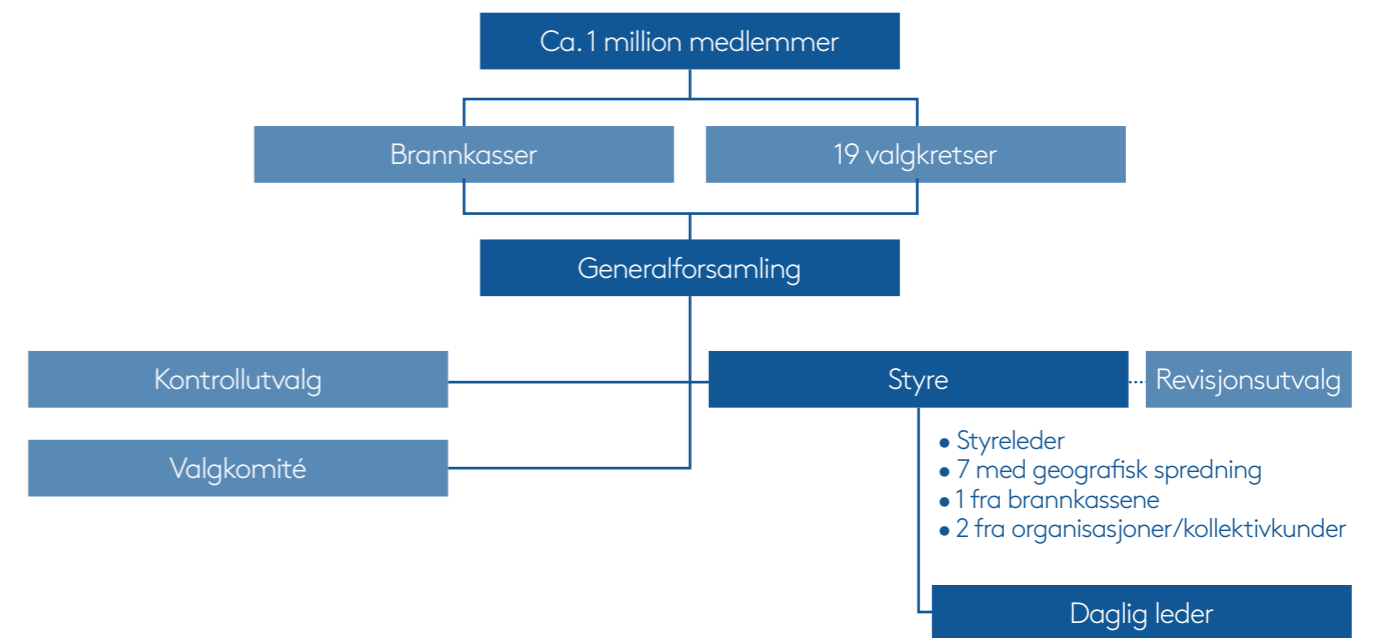 Ca. 1 million medlemmer
Brannkasser
19 valgkretser
Generalforsamling
Kontrollutvalg
Styre
Revisjonsutvalg
Valgkomité
• Styreleder
• 7 med geografisk spredning
• 1 fra brannkassene
• 2 fra organisasjoner/kollektivkunder
Daglig leder